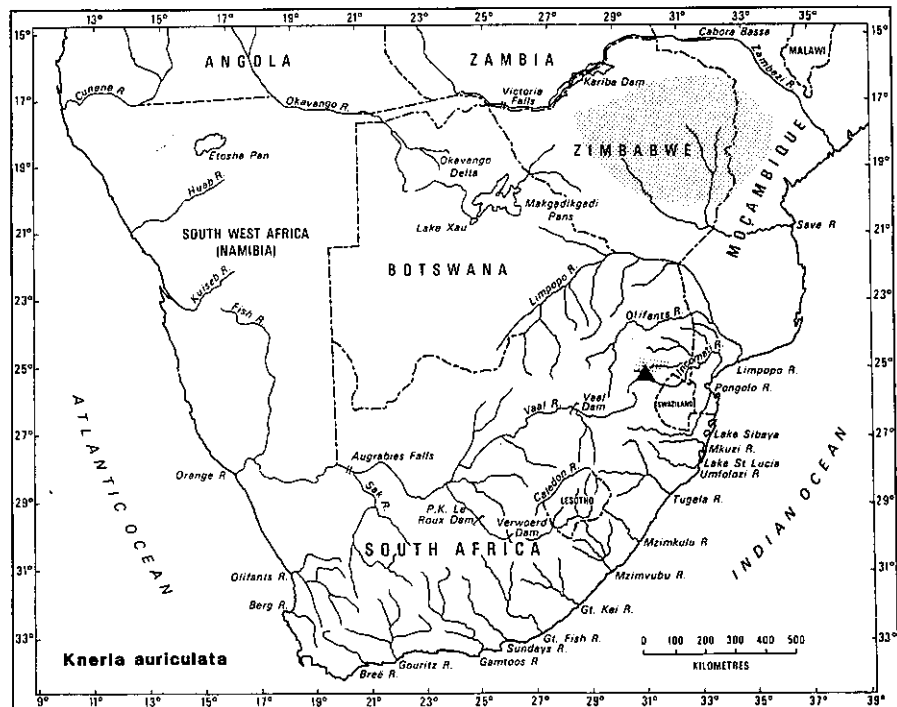 9° 11° 13° 15° 17° 19° 21° 23° 25° 27° 29° 31° 33° 35°
15°
15°
ANGOLA
ZAMBIA
Cabora Bassa
MALAWI
Zambezi R.
Cunene R
Okavango R.
Victoria
Falls
Kariba Dam
17°
17°
Etosha Pan
Okavango
Delta
ZIMBABWE
MOÇAMBIQUE
19°
19°
Huab R.
Makgadikgadi
Pans
Lake Xau
Save R
SOUTH WEST AFRICA
(NAMIBIA)
BOTSWANA
21°
21°
Kuiseb R.
Fish R.
Limpopo R.
Olifants R.
23°
23°
Incomati R.
Limpopo R.
25°
25°
Pongolo R.
SWAZILAND
Vaal R.
Vaal
Dam
Lake Sibaya
Mkuzi R.
Lake St Lucia
Umfolozi R.
27°
27°
ATLANTIC OCEAN
INDIAN OCEAN
Orange R
Augrabies Falls
Sak R.
Caledon R.
LESOTHO
Tugela R.
29°
29°
P.K. Le
Roux Dam
Verwoerd
Dam
SOUTH AFRICA
Mzimkulu R
Mzimvubu R.
31°
31°
Olifants R.
Berg R.
Gt. Kei R.
Gt. Fish R.
Sundays R.
Gamtoos R
Gouritz R.
Breë R.
33°
33°
0 100 200 300 400 500
KILOMETRES
Kneria auriculata
9° 11° 13° 15° 17° 19° 21° 23° 25° 27° 29° 31° 33° 35° 37° 39°